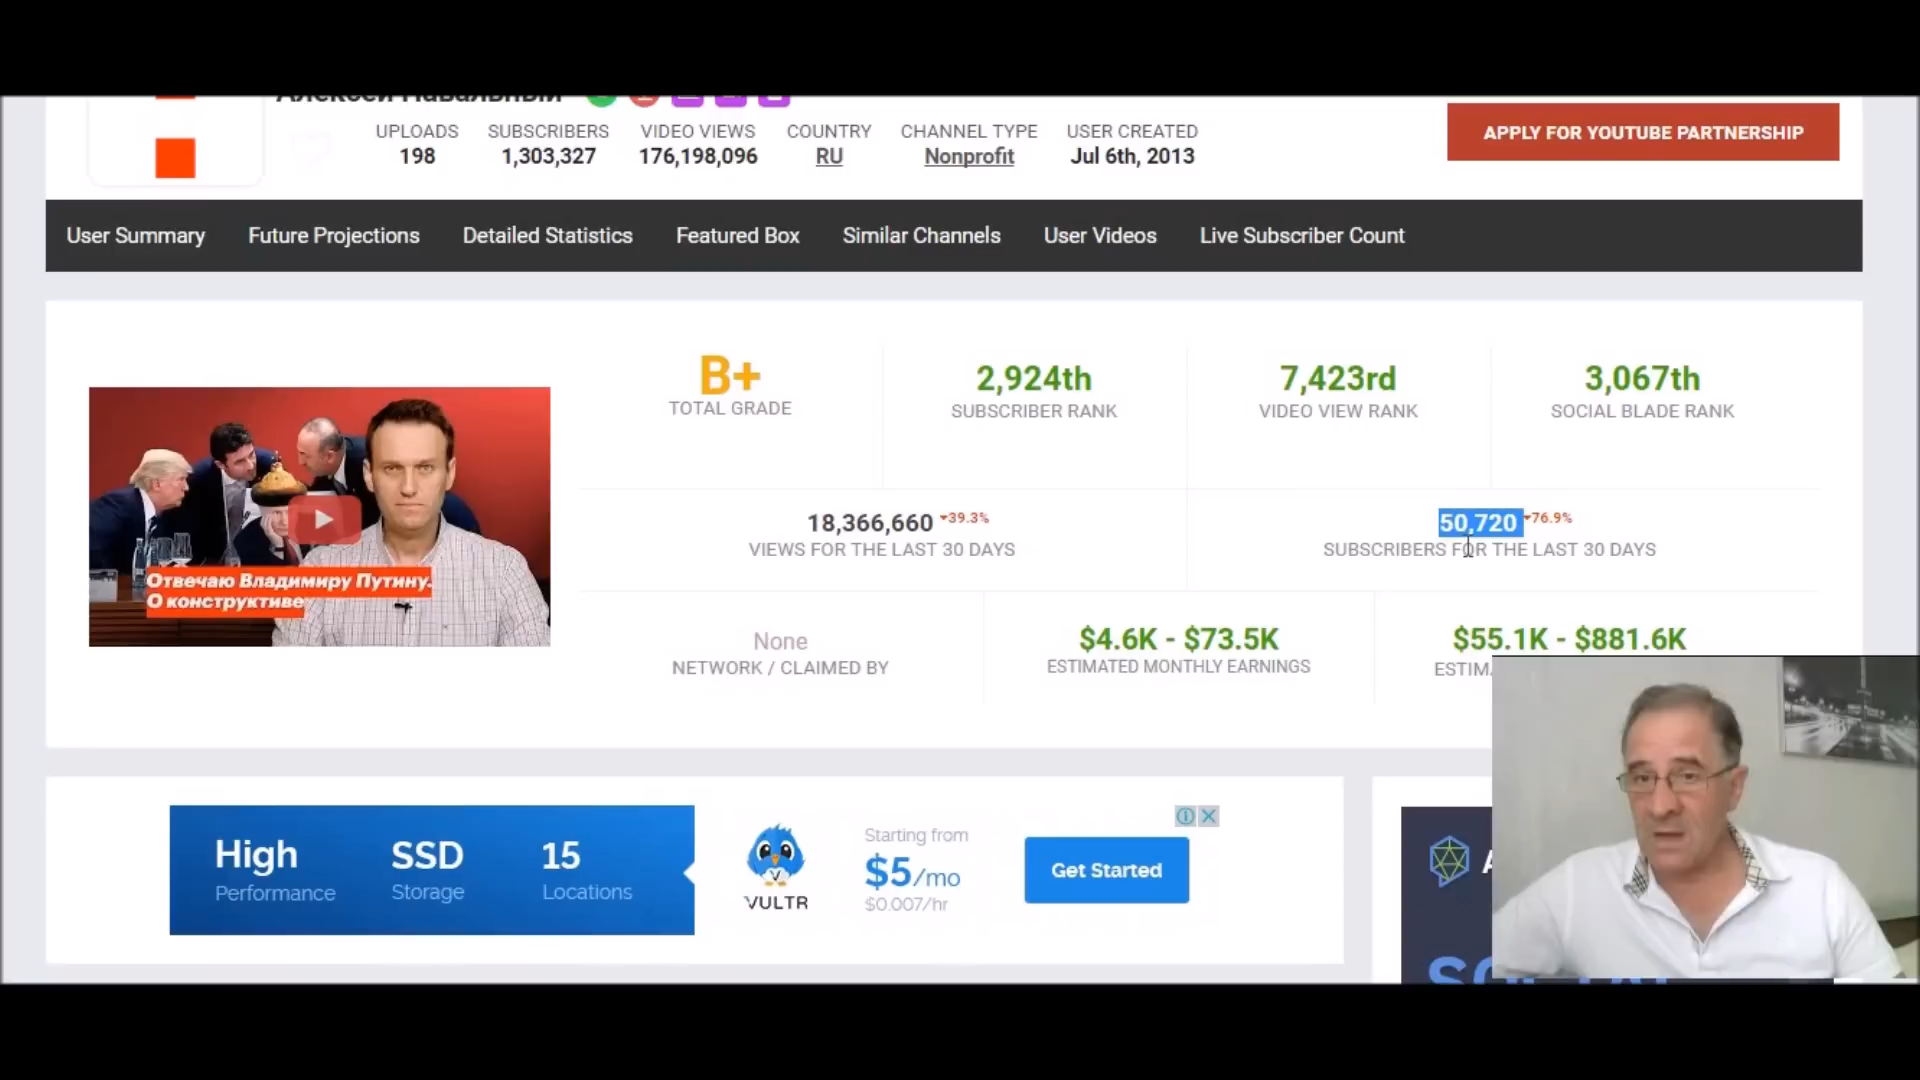 Алексей Навальный
UPLOADS
198
SUBSCRIBERS
1,303,327
VIDEO VIEWS
176,198,096
COUNTRY
RU
CHANNEL TYPE
Nonprofit
USER CREATED
Jul 6th, 2013
APPLY FOR YOUTUBE PARTNERSHIP
User Summary
Future Projections
Detailed Statistics
Featured Box
Similar Channels
User Videos
Live Subscriber Count
Отвечаю Владимиру Путину.
О конструктиве
B+
TOTAL GRADE
2,924th
SUBSCRIBER RANK
7,423rd
VIDEO VIEW RANK
3,067th
SOCIAL BLADE RANK
18,366,660 39.3%
VIEWS FOR THE LAST 30 DAYS
50,720 76.9%
SUBSCRIBERS FOR THE LAST 30 DAYS
None
NETWORK / CLAIMED BY
$4.6K - $73.5K
ESTIMATED MONTHLY EARNINGS
$55.1K - $881.6K
ESTIM
High
Performance
SSD
Storage
15
Locations
VULTR
Starting from
$5/mo
$0.007/hr
Get Started